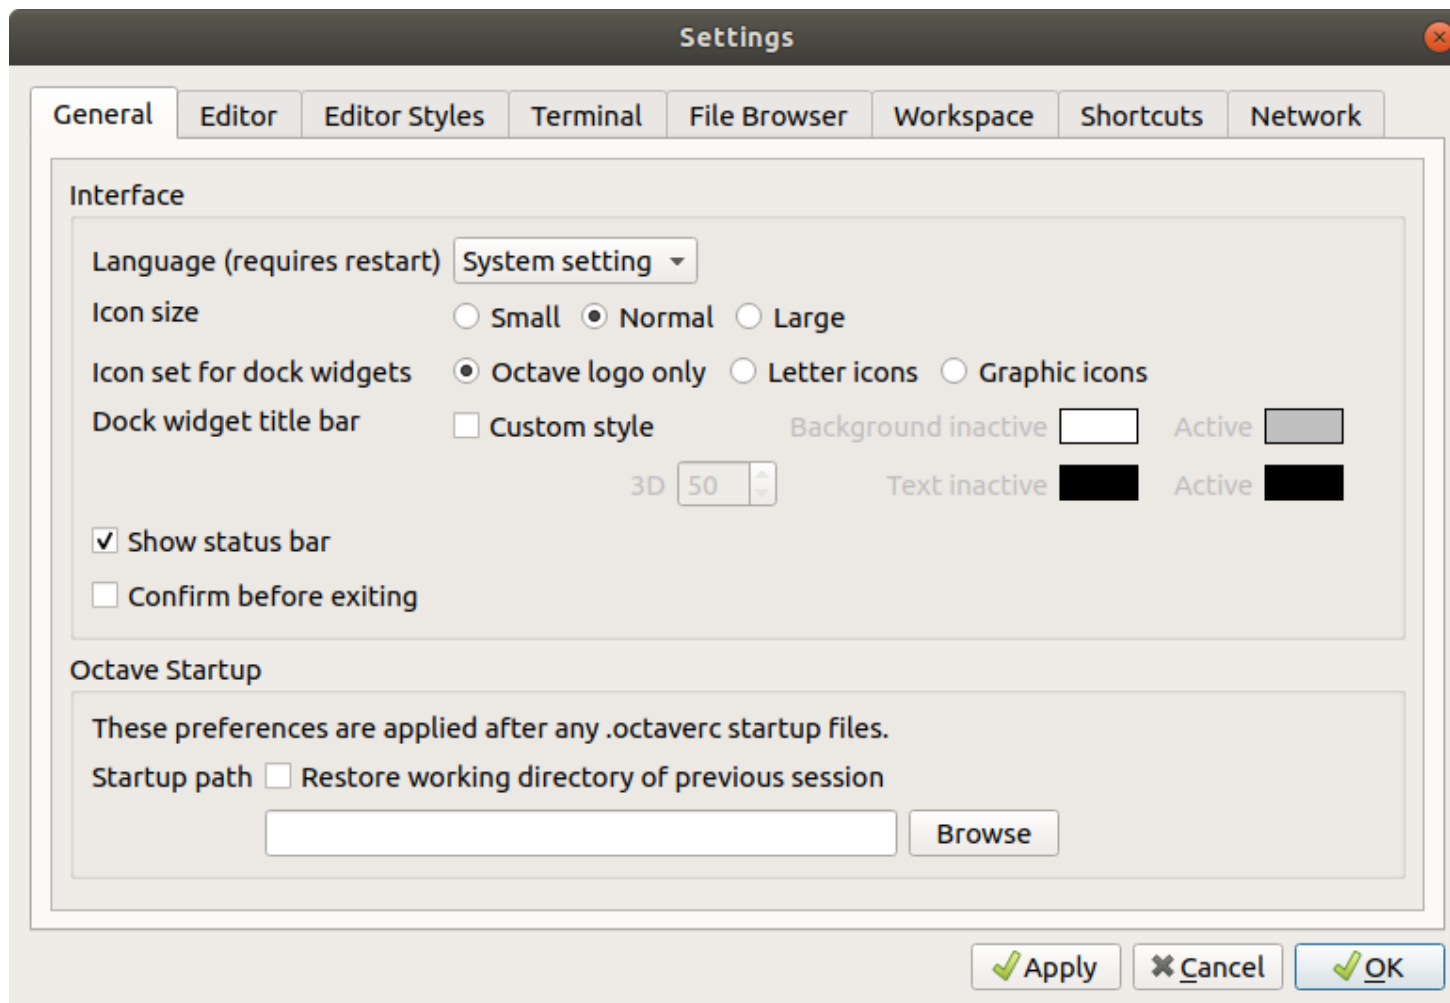 Settings
General Editor Editor Styles Terminal File Browser Workspace Shortcuts Network
Interface
Language (requires restart) System setting
Icon size Small Normal Large
Icon set for dock widgets Octave logo only Letter icons Graphic icons
Dock widget title bar Custom style Background inactive Active
3D 50 Text inactive Active
Show status bar
Confirm before exiting
Octave Startup
These preferences are applied after any .octaverc startup files.
Startup path Restore working directory of previous session
Browse
Apply Cancel OK